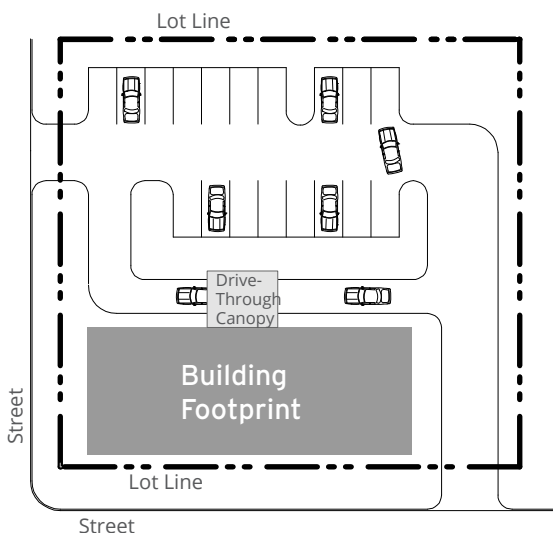 Lot Line
Drive-
Through
Canopy
Building
Footprint
Street
Lot Line
Street